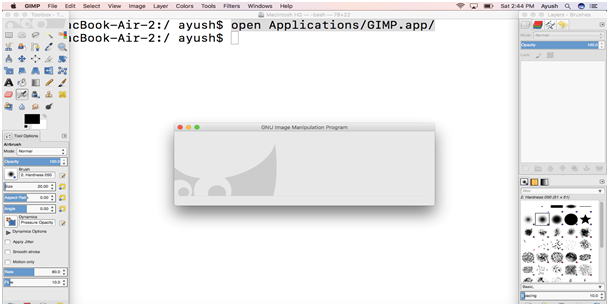 GIMP File Edit Select View Image Layer Colors Tools Filters Windows Help Sat 2:44 PM Ayush
Toolbox - To...
Macintosh HD — -bash — 78×22
Layers - Brushes
acBook-Air-2:/ ayush$ open Applications/GIMP.app/
acBook-Air-2:/ ayush$
GNU Image Manipulation Program
Tool Options
Airbrush
Mode: Normal
Opacity 100.0
Brush
2. Hardness 050
Size 20.00
Aspect Rati 0.00
Angle 0.00
Dynamics
Pressure Opacity
Dynamics Options
Apply Jitter
Smooth stroke
Motion only
Rate 80.0
Flow 10.0
Mode: Normal
Opacity 100.0
Lock:
2. Hardness 050 (51 × 51)
Basic,
Spacing 10.0